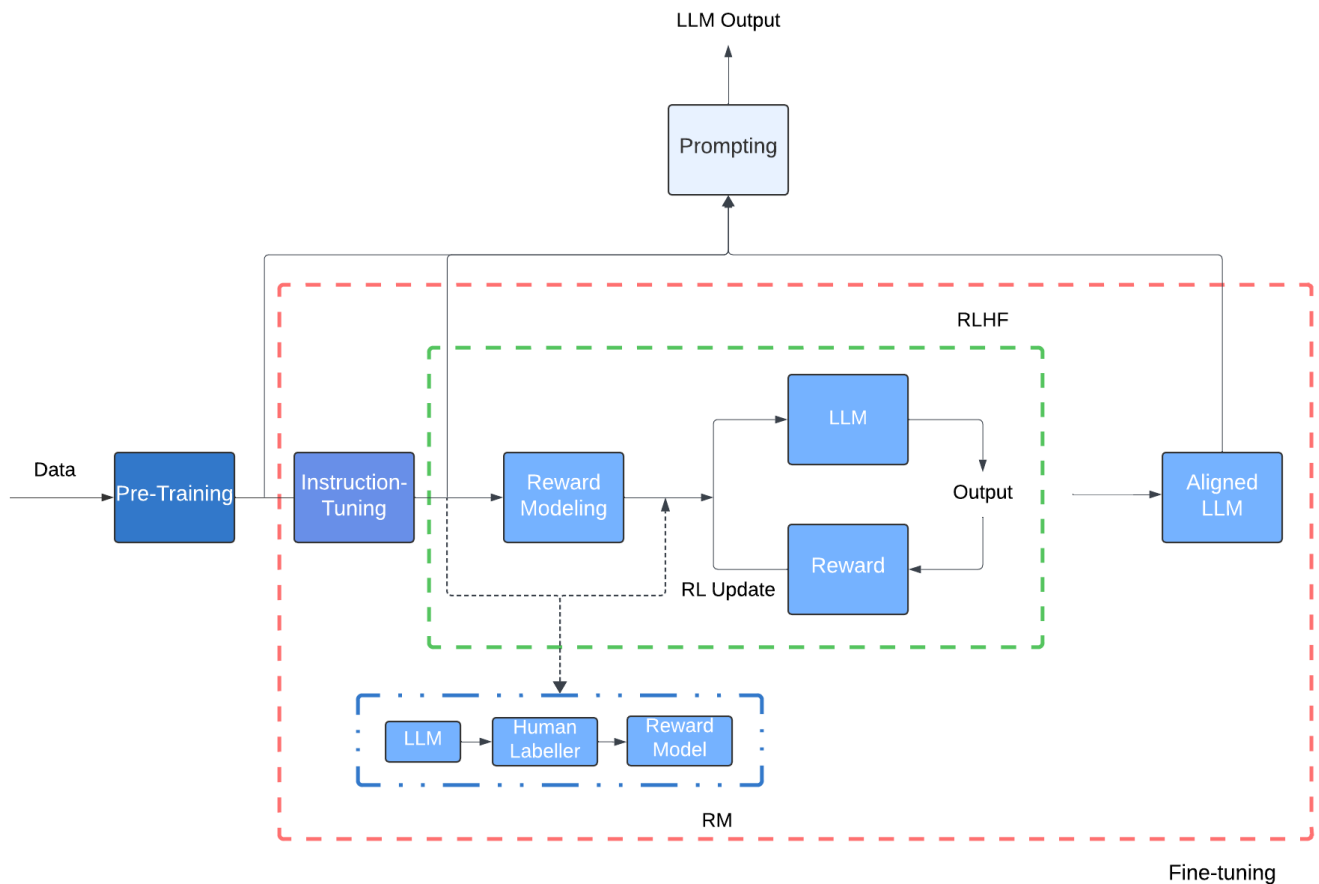 LLM Output
Prompting
RLHF
LLM
Data
Pre-Training
Instruction-
Tuning
Reward
Modeling
Output
Aligned
LLM
Reward
RL Update
LLM
Human
Labeller
Reward
Model
RM
Fine-tuning